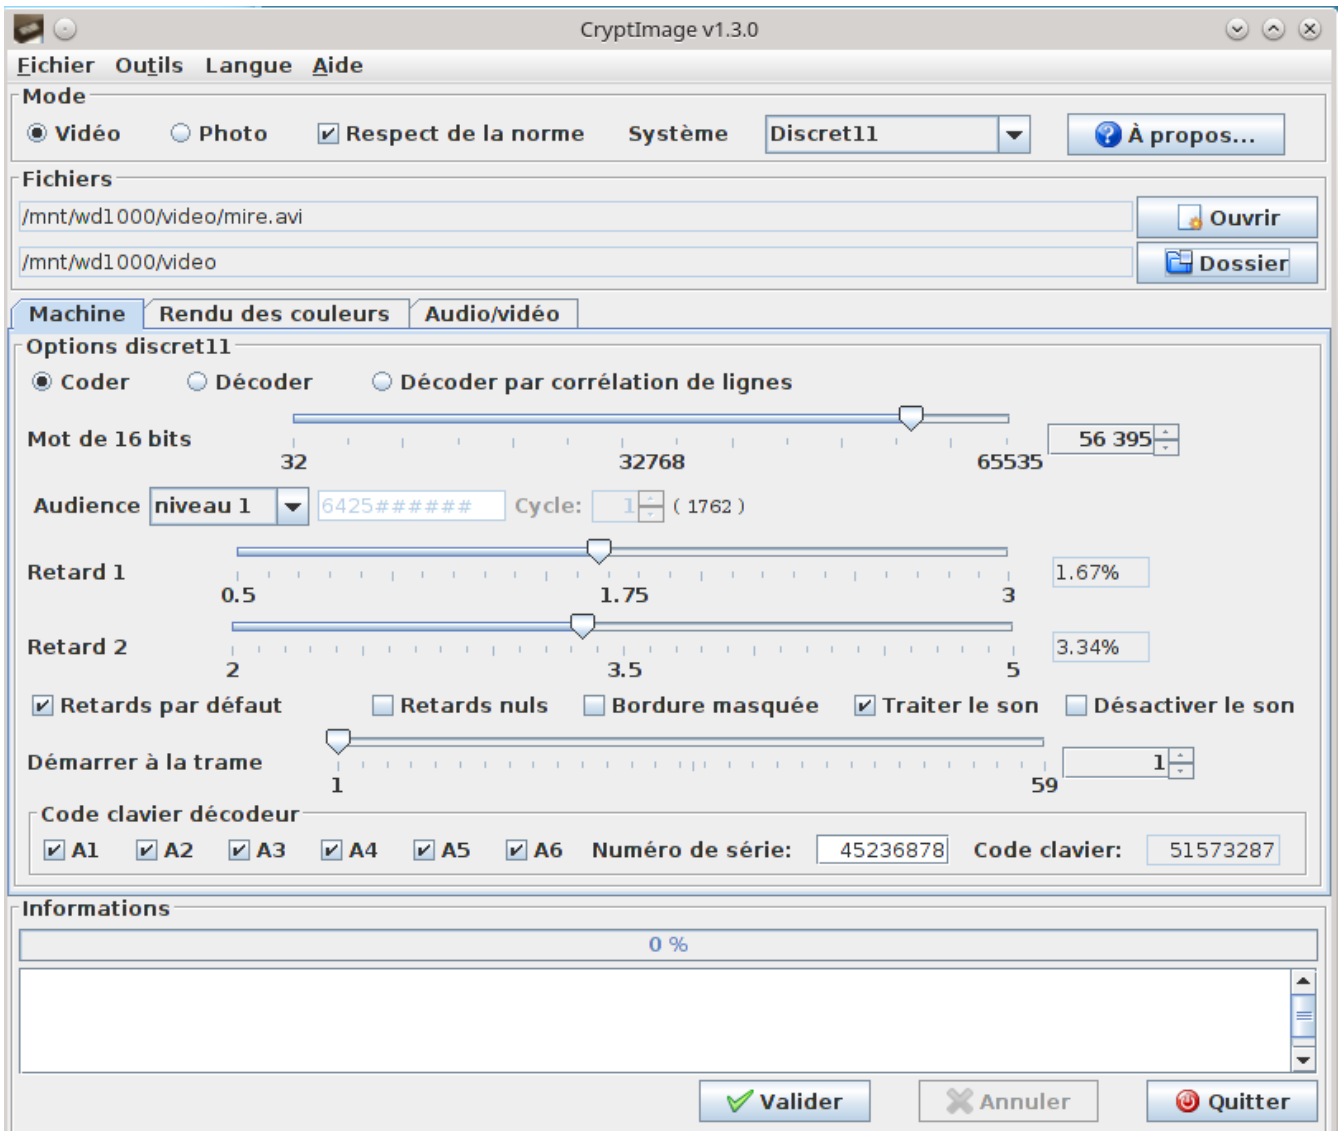 CryptImage v1.3.0
Fichier Outils Langue Aide
Mode
Vidéo Photo Respect de la norme Système Discret11 À propos...
Fichiers
/mnt/wd1000/video/mire.avi Ouvrir
/mnt/wd1000/video Dossier
Machine Rendu des couleurs Audio/vidéo
Options discret11
Coder Décoder Décoder par corrélation de lignes
Mot de 16 bits 56 395
32 32768 65535
Audience niveau 1 6425###### Cycle: 1 ( 1762 )
Retard 1 1.67%
0.5 1.75 3
Retard 2 3.34%
2 3.5 5
Retards par défaut Retards nuls Bordure masquée Traiter le son Désactiver le son
Démarrer à la trame 1
1 59
Code clavier décodeur
A1 A2 A3 A4 A5 A6 Numéro de série: 45236878 Code clavier: 51573287
Informations
0 %
Valider Annuler Quitter